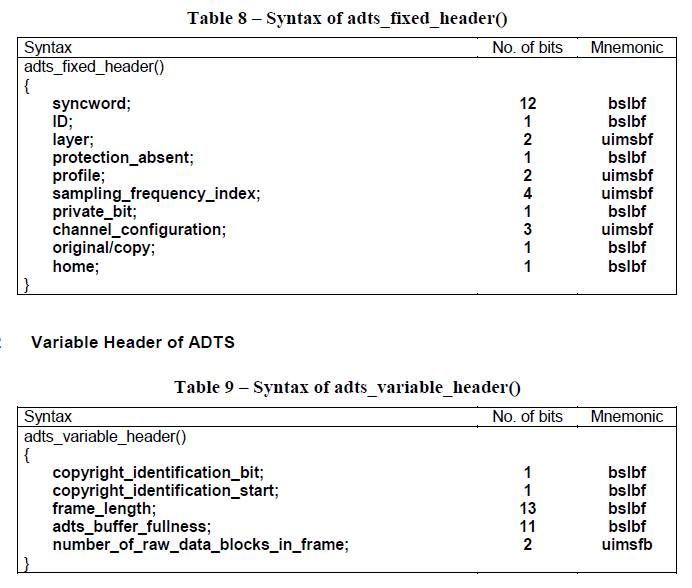 Table 8 – Syntax of adts_fixed_header()
Syntax No. of bits Mnemonic
adts_fixed_header()
{
syncword; 12 bslbf
ID; 1 bslbf
layer; 2 uimsbf
protection_absent; 1 bslbf
profile; 2 uimsbf
sampling_frequency_index; 4 uimsbf
private_bit; 1 bslbf
channel_configuration; 3 uimsbf
original/copy; 1 bslbf
home; 1 bslbf
}
Variable Header of ADTS
Table 9 – Syntax of adts_variable_header()
Syntax No. of bits Mnemonic
adts_variable_header()
{
copyright_identification_bit; 1 bslbf
copyright_identification_start; 1 bslbf
frame_length; 13 bslbf
adts_buffer_fullness; 11 bslbf
number_of_raw_data_blocks_in_frame; 2 uimsfb
}